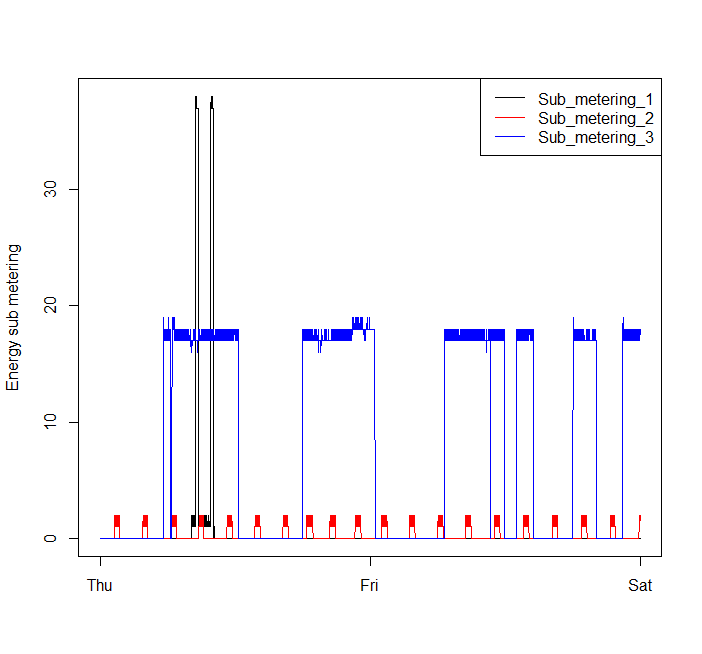 Sub_metering_1
Sub_metering_2
Sub_metering_3
Energy sub metering
30
20
10
0
Thu
Fri
Sat